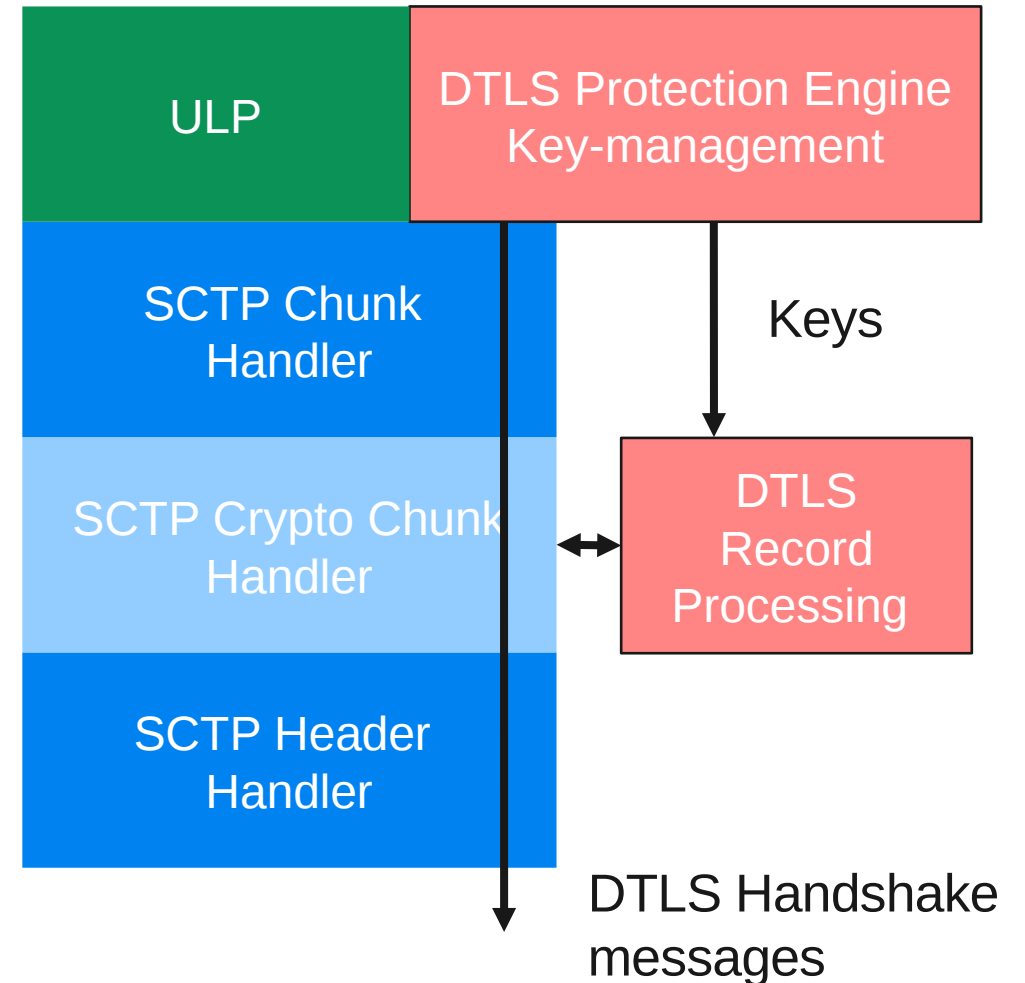 ULP
DTLS Protection Engine
Key-management
SCTP Chunk
Handler
Keys
SCTP Crypto Chunk
Handler
DTLS
Record
Processing
SCTP Header
Handler
DTLS Handshake
messages